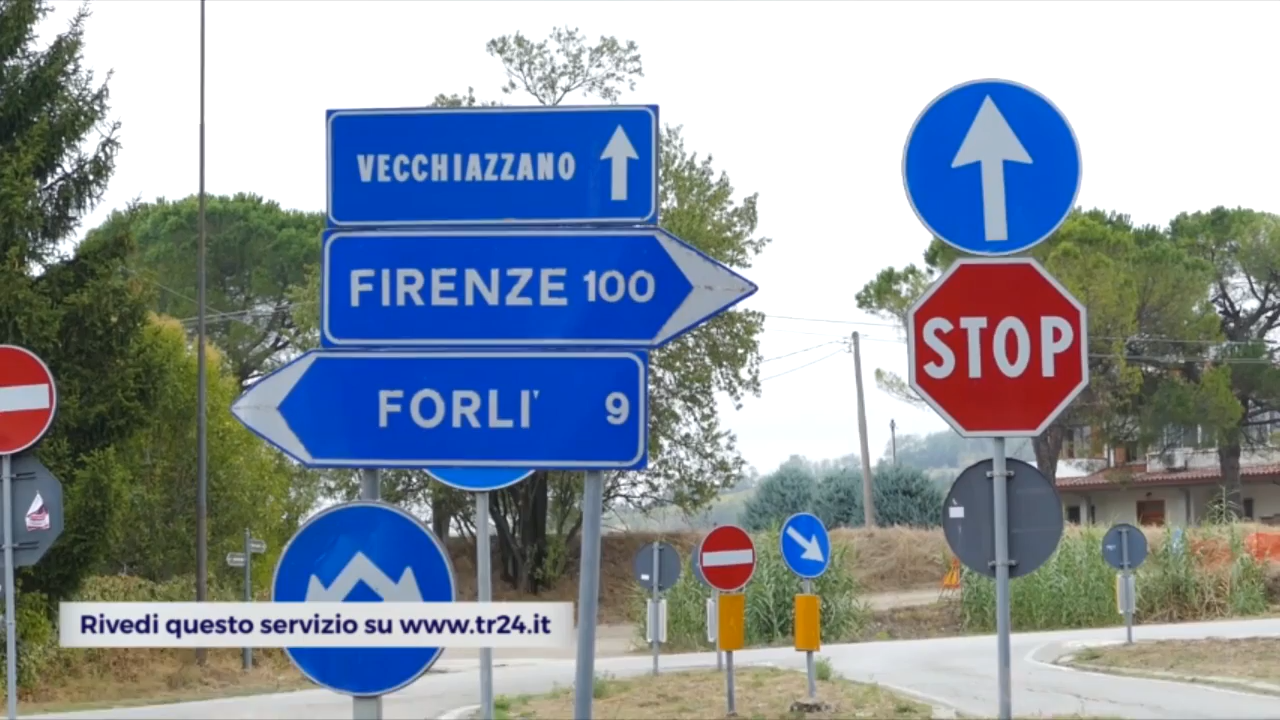 VECCHIAZZANO
FIRENZE 100
FORLI' 9
STOP
Rivedi questo servizio su www.tr24.it